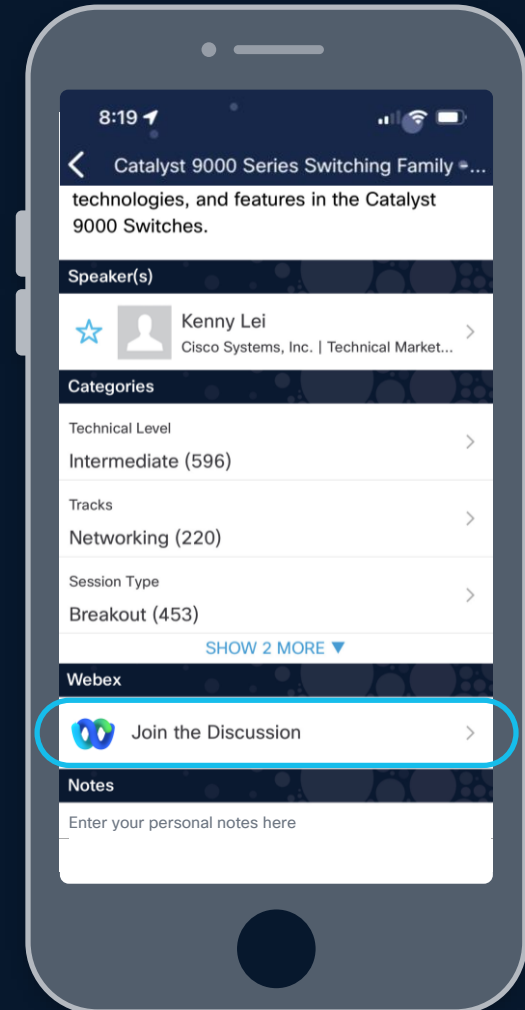 8:19
Catalyst 9000 Series Switching Family -...
technologies, and features in the Catalyst
9000 Switches.
Speaker(s)
Kenny Lei
Cisco Systems, Inc. | Technical Market...
Categories
Technical Level
Intermediate (596)
Tracks
Networking (220)
Session Type
Breakout (453)
SHOW 2 MORE ▼
Webex
Join the Discussion
Notes
Enter your personal notes here